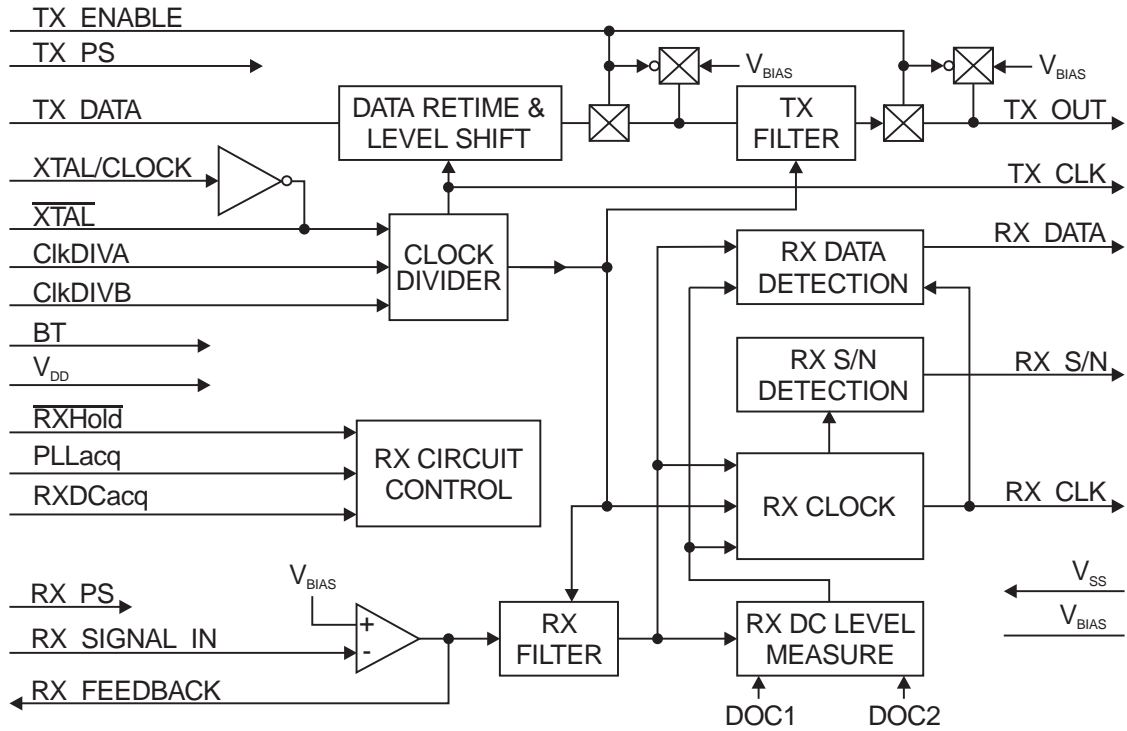 TX ENABLE
TX PS
V_BIAS
V_BIAS
TX DATA
DATA RETIME &
LEVEL SHIFT
TX
FILTER
TX OUT
XTAL/CLOCK
TX CLK
XTAL
ClkDIVA
ClkDIVB
CLOCK
DIVIDER
RX DATA
DETECTION
RX DATA
BT
V_DD
RX S/N
DETECTION
RX S/N
RXHold
PLLacq
RXDCacq
RX CIRCUIT
CONTROL
RX CLOCK
RX CLK
RX PS
V_BIAS
+
-
RX SIGNAL IN
RX FEEDBACK
RX
FILTER
RX DC LEVEL
MEASURE
V_SS
V_BIAS
DOC1
DOC2